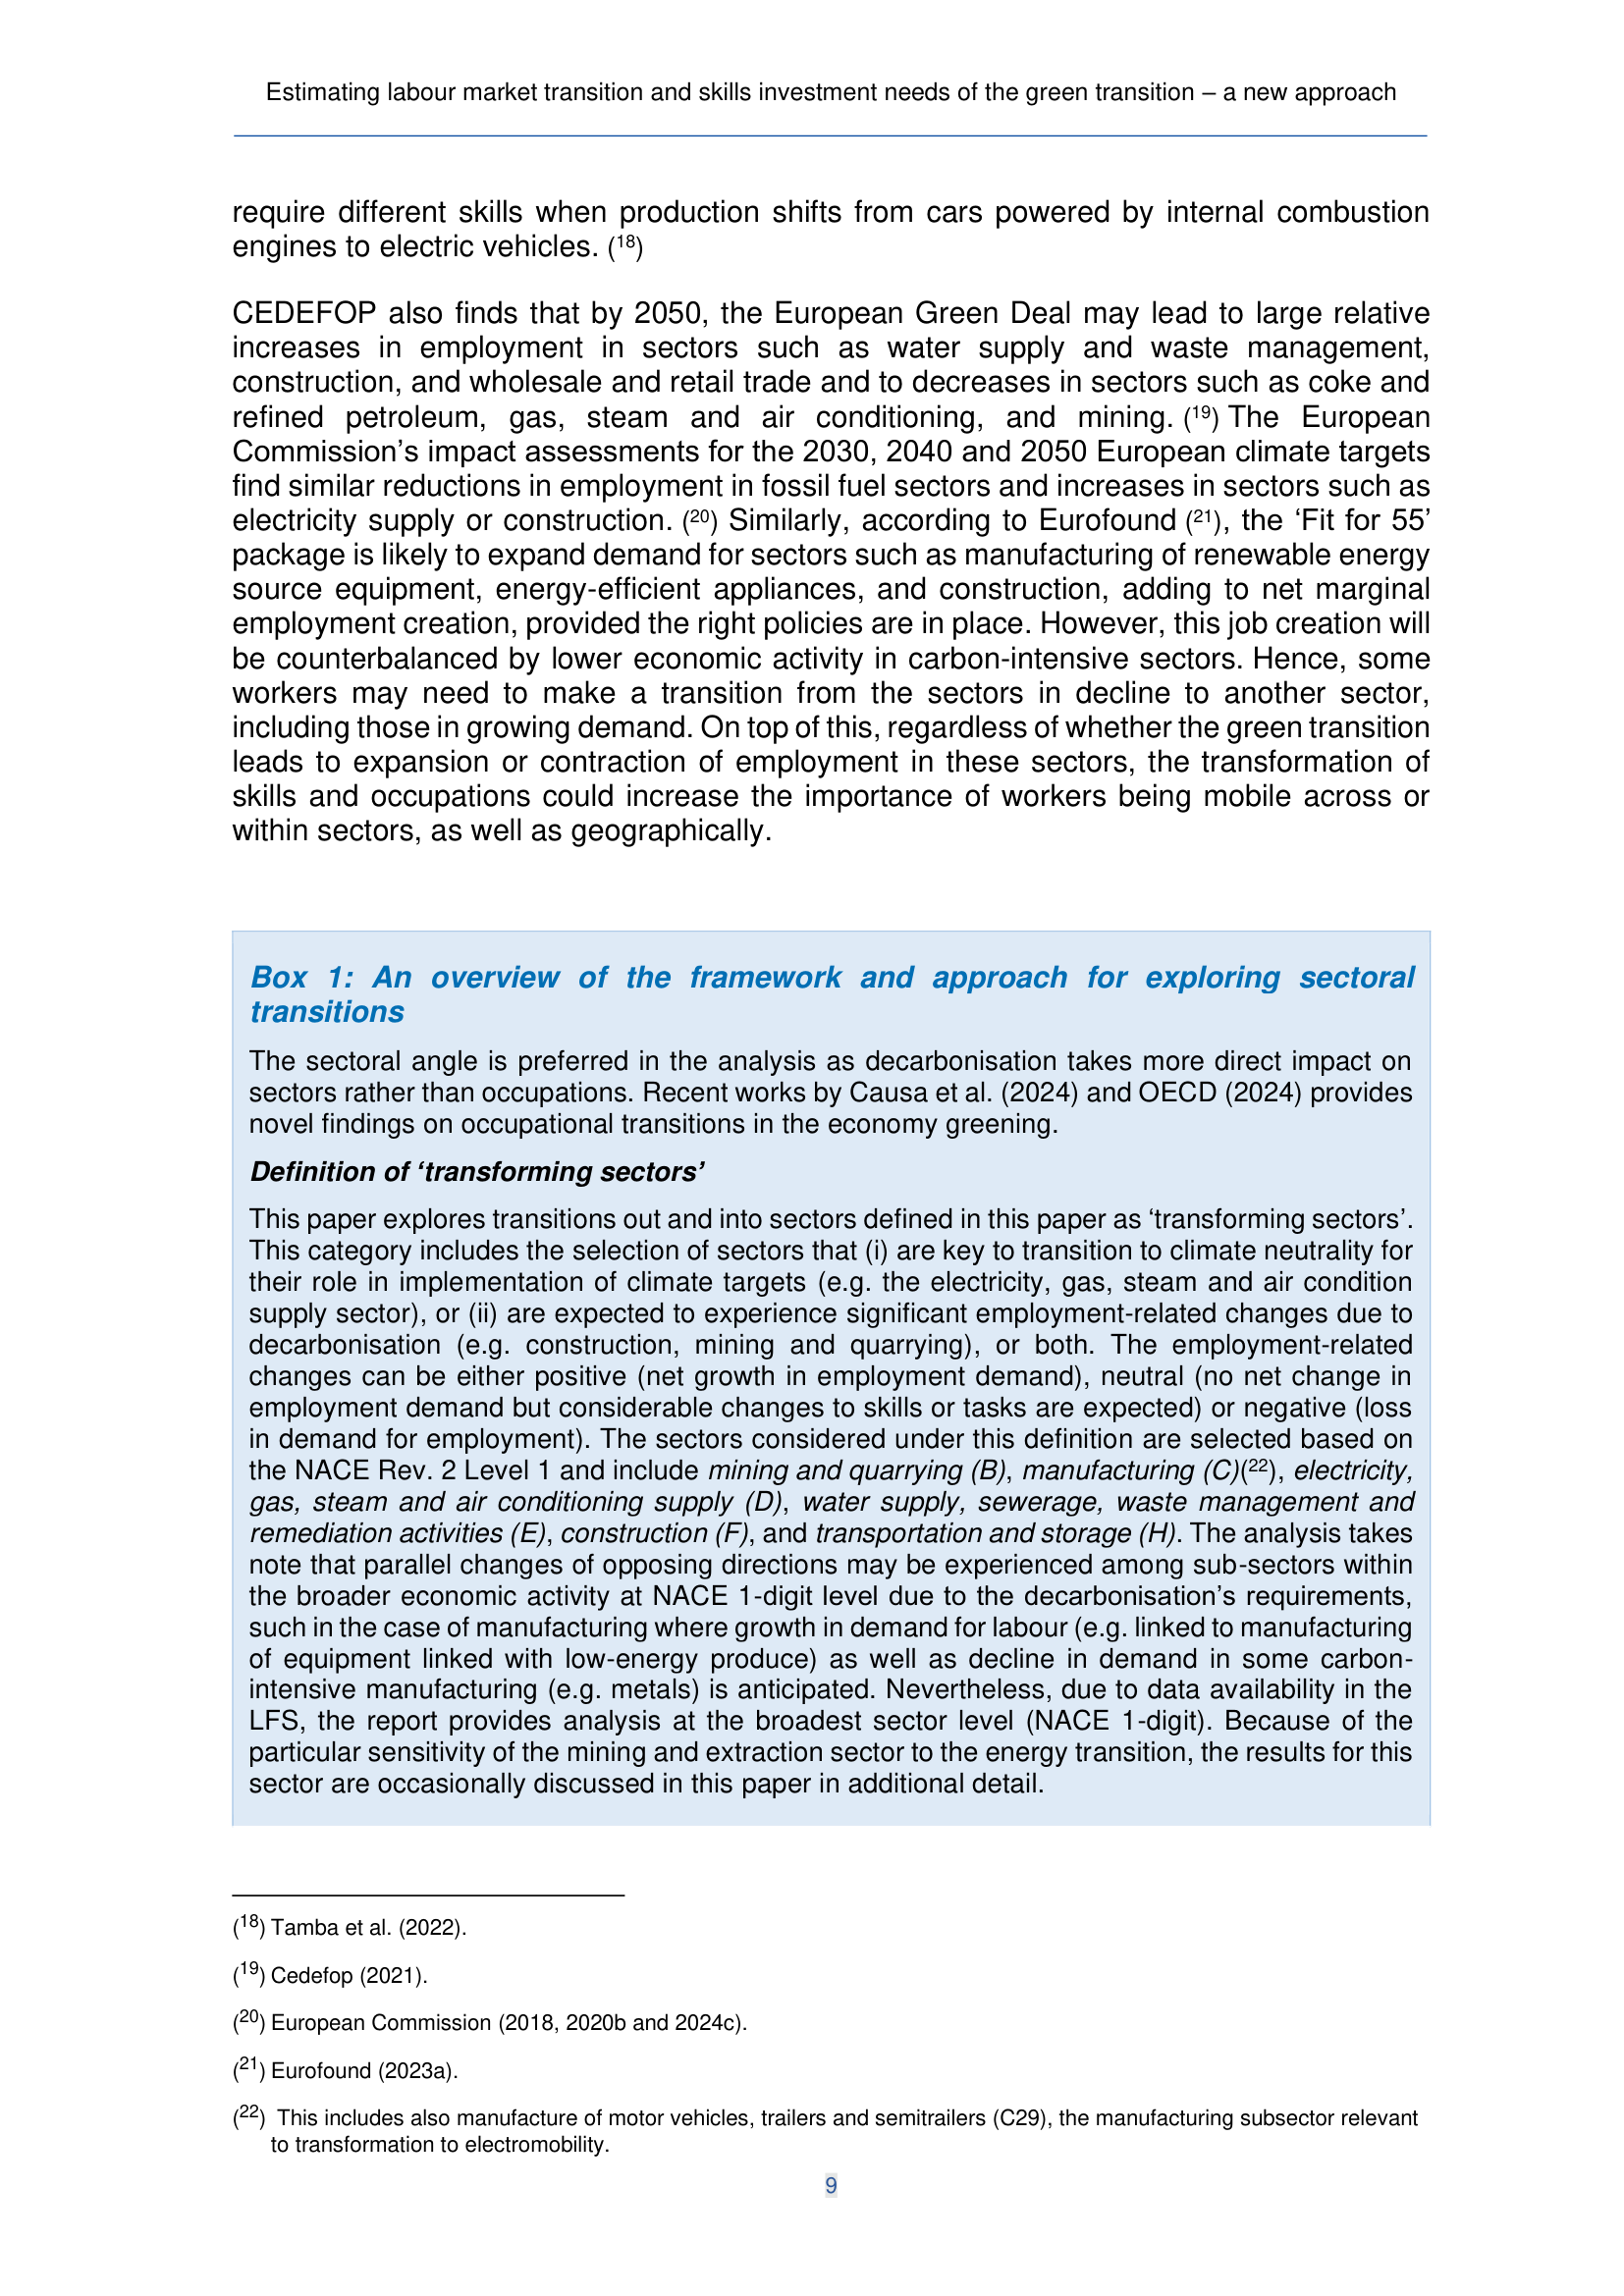 Estimating labour market transition and skills investment needs of the green transition – a new approach
require different skills when production shifts from cars powered by internal combustion
engines to electric vehicles. (18)
CEDEFOP also finds that by 2050, the European Green Deal may lead to large relative
increases in employment in sectors such as water supply and waste management,
construction, and wholesale and retail trade and to decreases in sectors such as coke and
refined petroleum, gas, steam and air conditioning, and mining. (19) The European
Commission’s impact assessments for the 2030, 2040 and 2050 European climate targets
find similar reductions in employment in fossil fuel sectors and increases in sectors such as
electricity supply or construction. (20) Similarly, according to Eurofound (21), the ‘Fit for 55’
package is likely to expand demand for sectors such as manufacturing of renewable energy
source equipment, energy-efficient appliances, and construction, adding to net marginal
employment creation, provided the right policies are in place. However, this job creation will
be counterbalanced by lower economic activity in carbon-intensive sectors. Hence, some
workers may need to make a transition from the sectors in decline to another sector,
including those in growing demand. On top of this, regardless of whether the green transition
leads to expansion or contraction of employment in these sectors, the transformation of
skills and occupations could increase the importance of workers being mobile across or
within sectors, as well as geographically.
Box 1: An overview of the framework and approach for exploring sectoral
transitions
The sectoral angle is preferred in the analysis as decarbonisation takes more direct impact on
sectors rather than occupations. Recent works by Causa et al. (2024) and OECD (2024) provides
novel findings on occupational transitions in the economy greening.
Definition of ‘transforming sectors’
This paper explores transitions out and into sectors defined in this paper as ‘transforming sectors’.
This category includes the selection of sectors that (i) are key to transition to climate neutrality for
their role in implementation of climate targets (e.g. the electricity, gas, steam and air condition
supply sector), or (ii) are expected to experience significant employment-related changes due to
decarbonisation (e.g. construction, mining and quarrying), or both. The employment-related
changes can be either positive (net growth in employment demand), neutral (no net change in
employment demand but considerable changes to skills or tasks are expected) or negative (loss
in demand for employment). The sectors considered under this definition are selected based on
the NACE Rev. 2 Level 1 and include mining and quarrying (B), manufacturing (C)(22), electricity,
gas, steam and air conditioning supply (D), water supply, sewerage, waste management and
remediation activities (E), construction (F), and transportation and storage (H). The analysis takes
note that parallel changes of opposing directions may be experienced among sub-sectors within
the broader economic activity at NACE 1-digit level due to the decarbonisation’s requirements,
such in the case of manufacturing where growth in demand for labour (e.g. linked to manufacturing
of equipment linked with low-energy produce) as well as decline in demand in some carbon-
intensive manufacturing (e.g. metals) is anticipated. Nevertheless, due to data availability in the
LFS, the report provides analysis at the broadest sector level (NACE 1-digit). Because of the
particular sensitivity of the mining and extraction sector to the energy transition, the results for this
sector are occasionally discussed in this paper in additional detail.
(18) Tamba et al. (2022).
(19) Cedefop (2021).
(20) European Commission (2018, 2020b and 2024c).
(21) Eurofound (2023a).
(22) This includes also manufacture of motor vehicles, trailers and semitrailers (C29), the manufacturing subsector relevant
to transformation to electromobility.
9